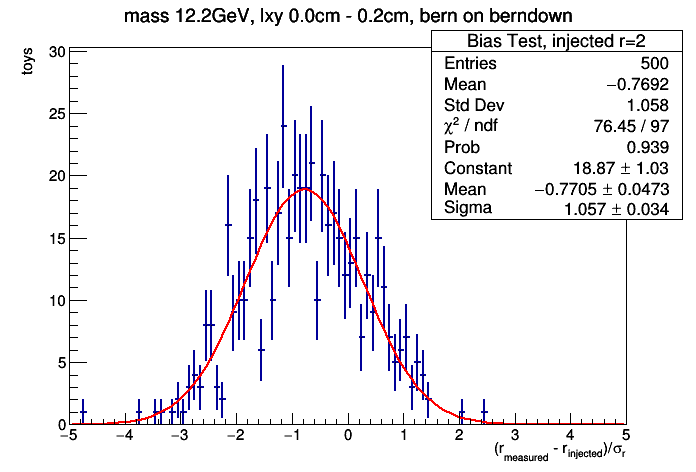 mass 12.2GeV, lxy 0.0cm - 0.2cm, bern on berndown
Bias Test, injected r=2
Entries 500
Mean −0.7692
Std Dev 1.058
χ² / ndf 76.45 / 97
Prob 0.939
Constant 18.87 ± 1.03
Mean −0.7705 ± 0.0473
Sigma 1.057 ± 0.034
toys
30
25
20
15
10
5
0
−5 −4 −3 −2 −1 0 1 2 3 4 5
(r_measured - r_injected)/σ_r